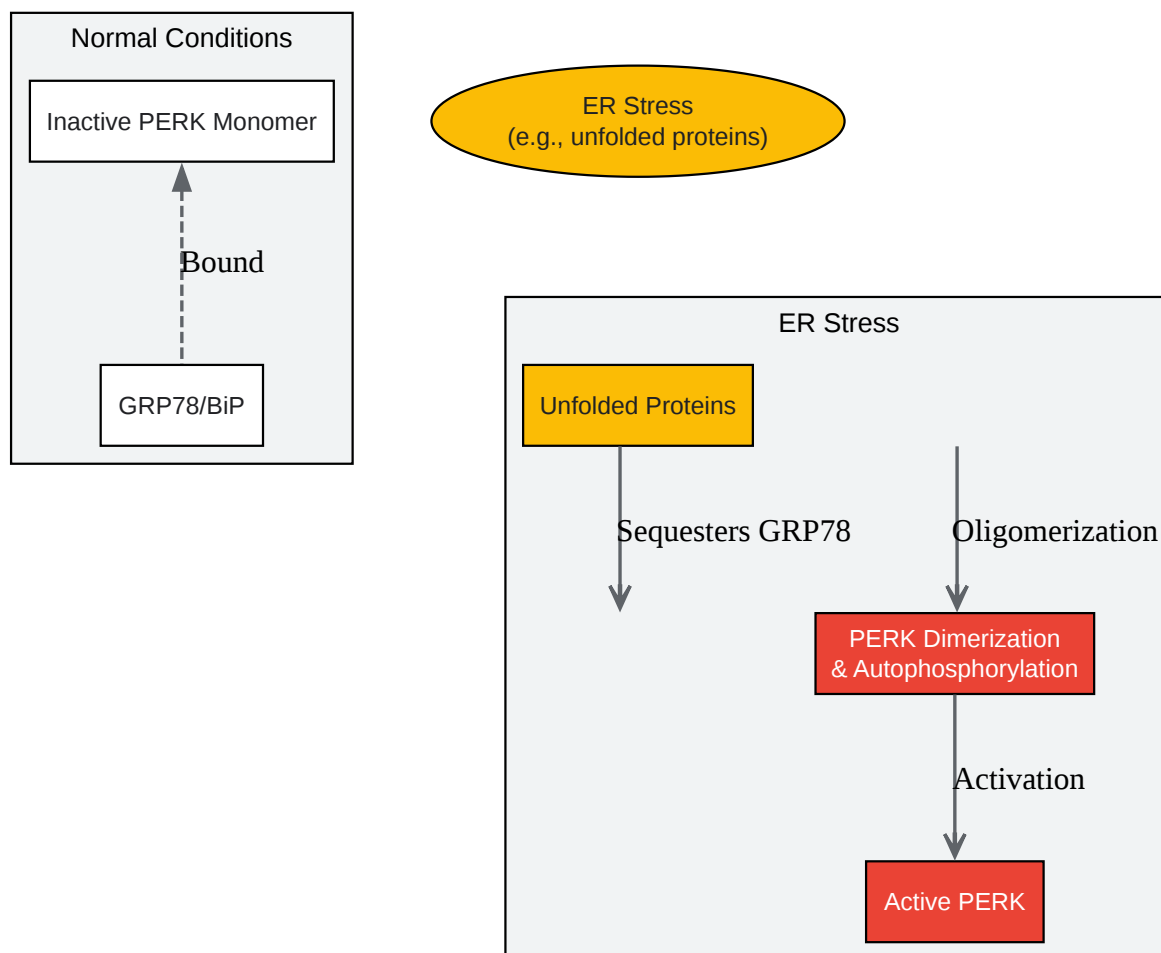 Normal Conditions
Inactive PERK Monomer
Bound
GRP78/BiP
ER Stress
(e.g., unfolded proteins)
ER Stress
Unfolded Proteins
Sequesters GRP78
Oligomerization
PERK Dimerization
& Autophosphorylation
Activation
Active PERK